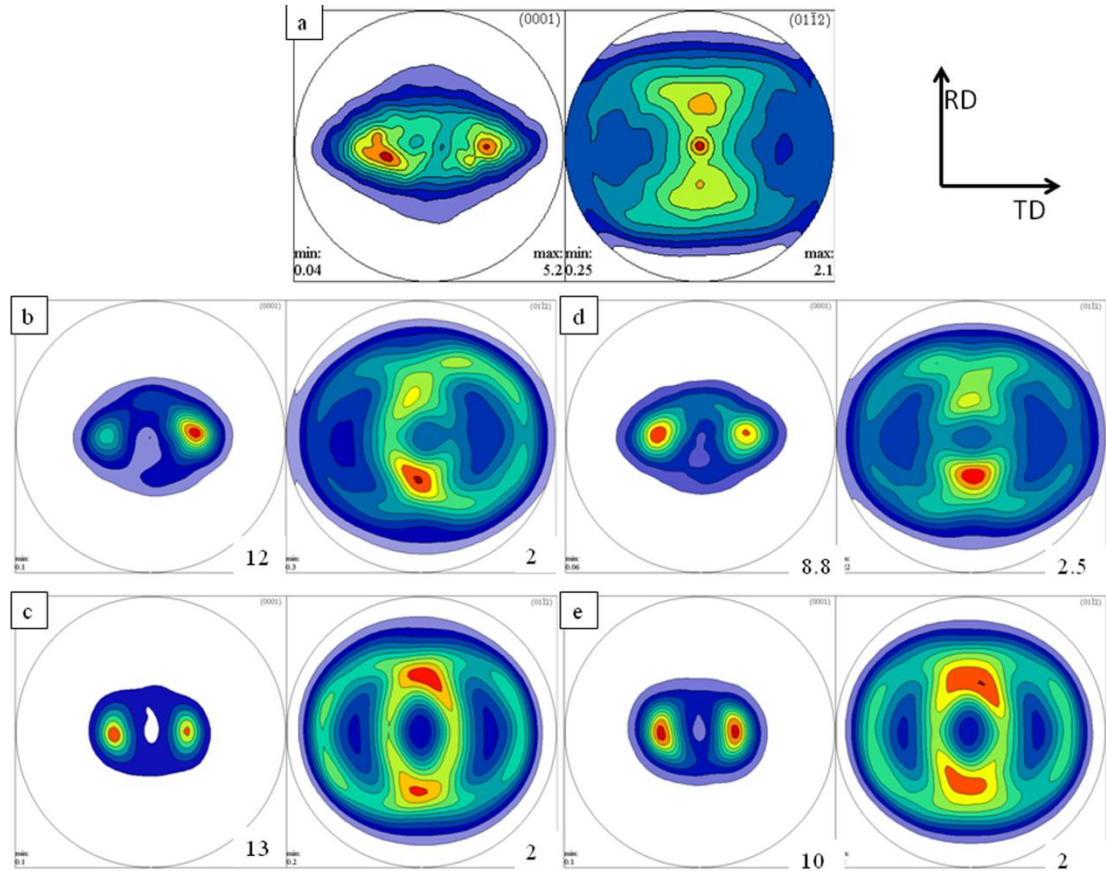 a
(0001)
(011̄2)
min:
0.04
max:
5.2
min:
0.25
max:
2.1
RD
TD
b
(0001)
min:
0.1
12
(011̄2)
min:
0.3
2
d
(0001)
min:
0.06
8.8
(011̄2)
2.5
c
(0001)
min:
0.1
13
(011̄2)
min:
0.2
2
e
(0001)
min:
0.1
10
(011̄2)
2